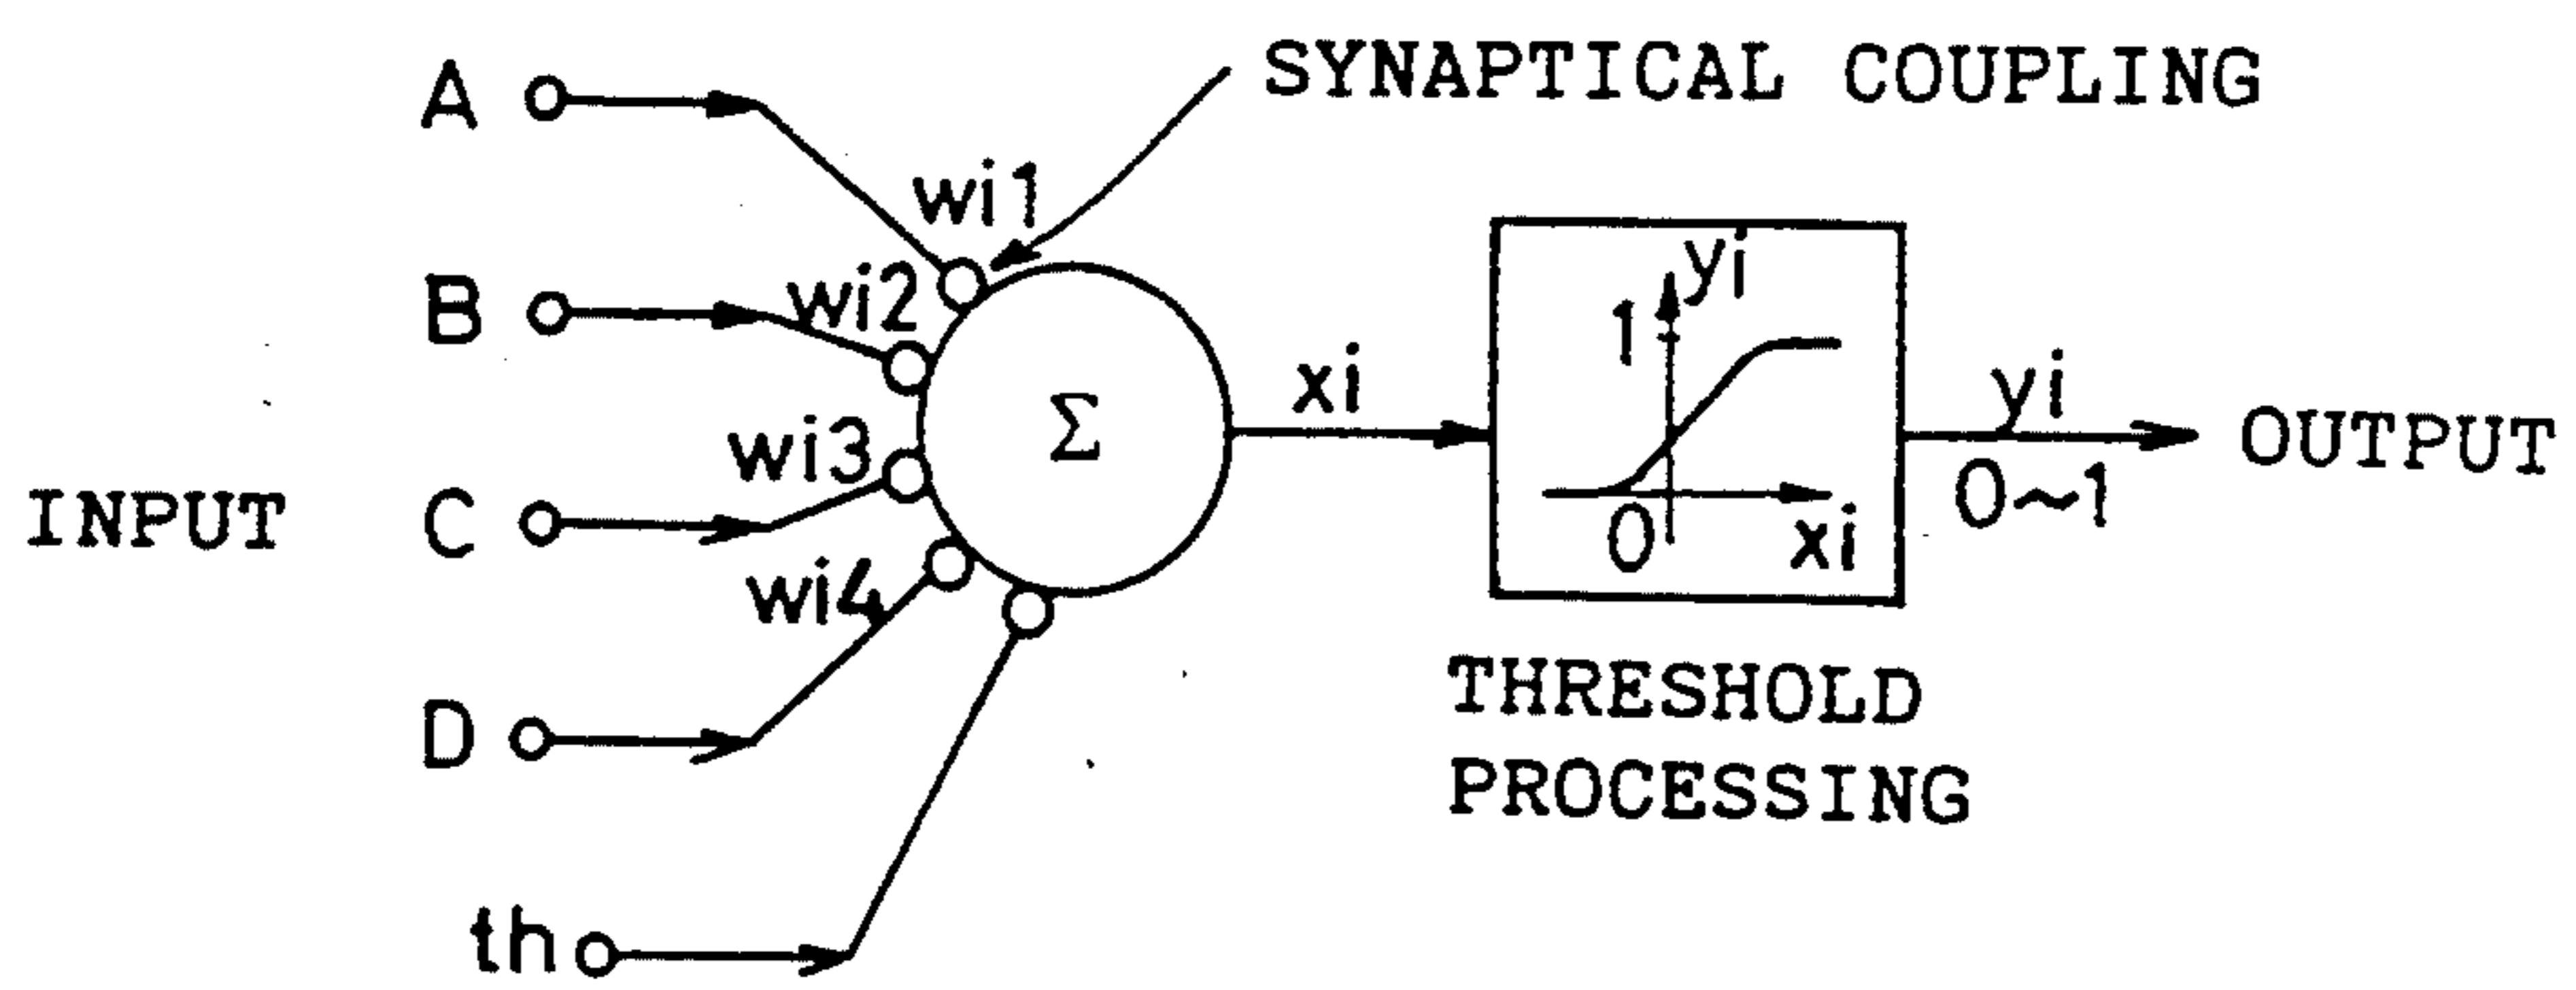 SYNAPTICAL COUPLING
A
wi1
B
wi2
wi3
INPUT
C
wi4
D
th
Σ
xi
yi
1
0
xi
THRESHOLD
PROCESSING
yi
0~1
OUTPUT